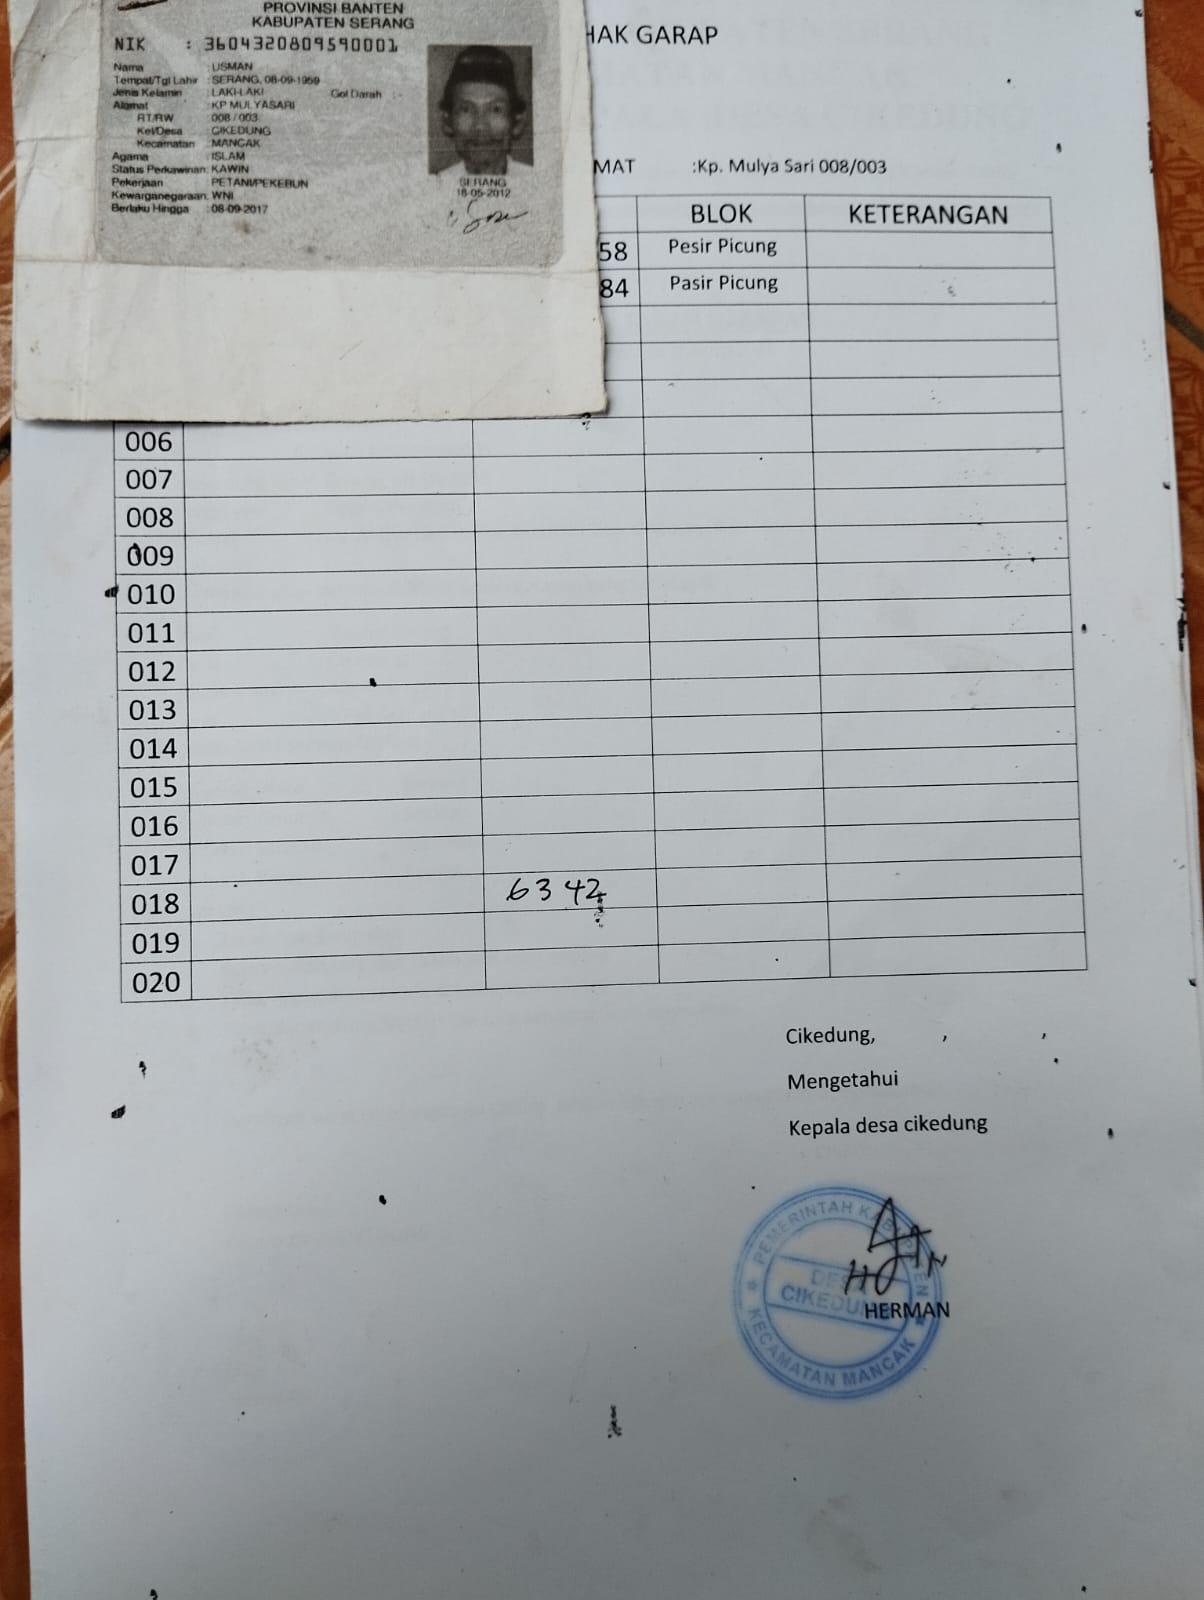 PROVINSI BANTEN
KABUPATEN SERANG
NIK : 3604320809590001
Nama : USMAN
Tempat/Tgl Lahir : SERANG, 08-09-1959
Jenis Kelamin : LAKI-LAKI Gol Darah : -
Alamat : KP MULYASARI
RT/RW : 008 / 003
Kel/Desa : CIKEDUNG
Kecamatan : MANCAK
Agama : ISLAM
Status Perkawinan: KAWIN
Pekerjaan : PETANI/PEKEBUN
Kewarganegaraan: WNI
Berlaku Hingga : 08-09-2017
SERANG
18-05-2012
HAK GARAP
MAT :Kp. Mulya Sari 008/003
BLOK KETERANGAN
58 Pesir Picung
84 Pasir Picung
006
007
008
009
010
011
012
013
014
015
016
017
018 6342
019
020
Cikedung, , ,
Mengetahui
Kepala desa cikedung
PEMERINTAH KABUPATEN
DESA
CIKEDUNG
KECAMATAN MANCAK
HERMAN